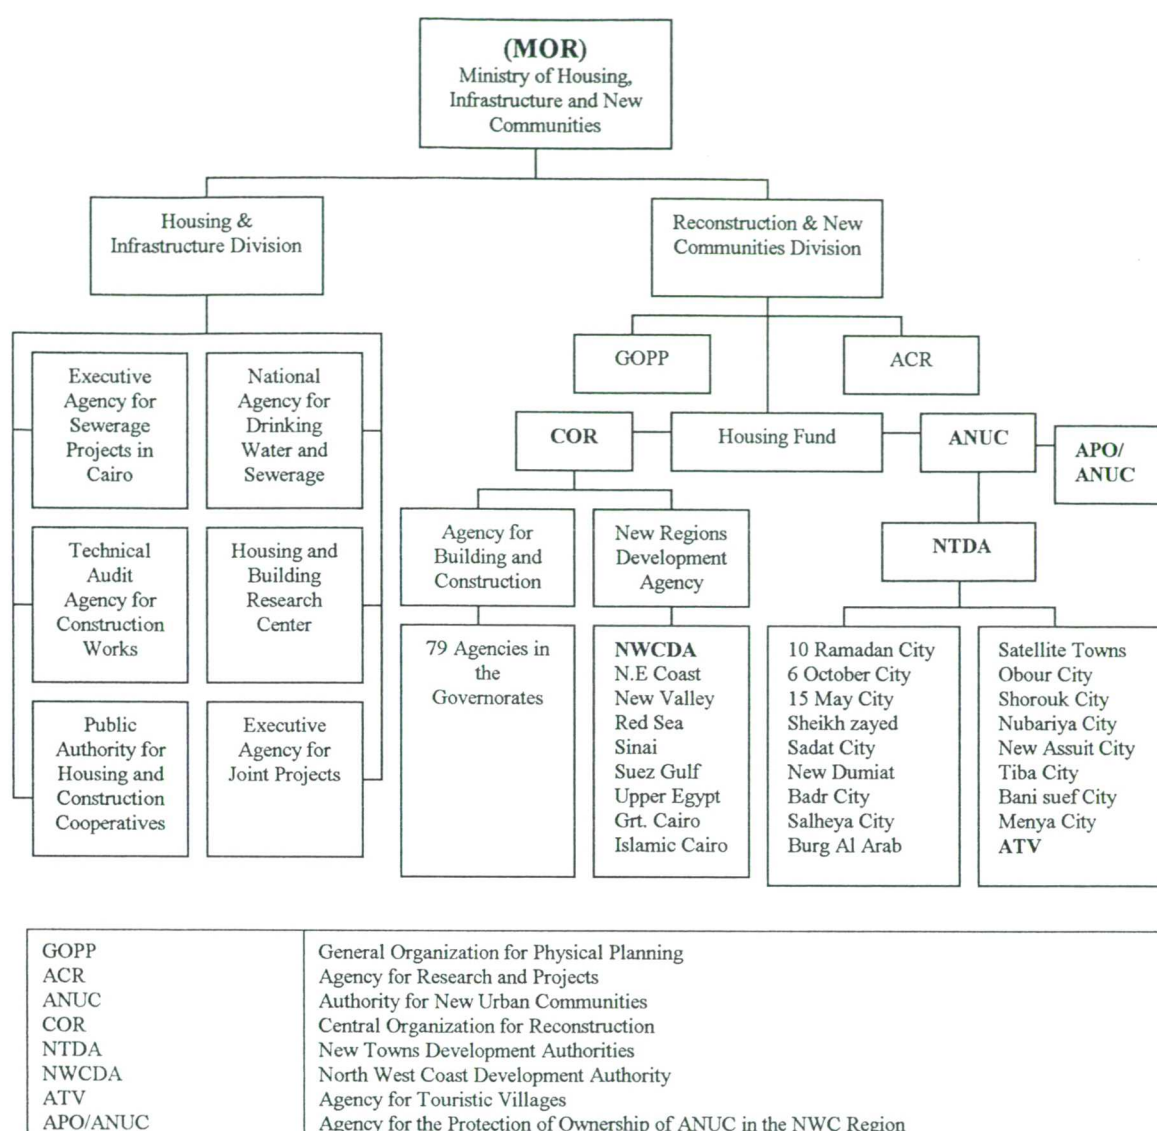 (MOR)
Ministry of Housing,
Infrastructure and New
Communities
Housing &
Infrastructure Division
Reconstruction & New
Communities Division
GOPP
ACR
COR
Housing Fund
ANUC
APO/
ANUC
Executive
Agency for
Sewerage
Projects in
Cairo
National
Agency for
Drinking
Water and
Sewerage
Technical
Audit
Agency for
Construction
Works
Housing and
Building
Research
Center
Public
Authority for
Housing and
Construction
Cooperatives
Executive
Agency for
Joint Projects
Agency for
Building and
Construction
New Regions
Development
Agency
NTDA
79 Agencies in
the
Governorates
NWCDA
N.E Coast
New Valley
Red Sea
Sinai
Suez Gulf
Upper Egypt
Grt. Cairo
Islamic Cairo
10 Ramadan City
6 October City
15 May City
Sheikh zayed
Sadat City
New Dumiat
Badr City
Salheya City
Burg Al Arab
Satellite Towns
Obour City
Shorouk City
Nubariya City
New Assuit City
Tiba City
Bani suef City
Menya City
ATV
GOPP General Organization for Physical Planning
ACR Agency for Research and Projects
ANUC Authority for New Urban Communities
COR Central Organization for Reconstruction
NTDA New Towns Development Authorities
NWCDA North West Coast Development Authority
ATV Agency for Touristic Villages
APO/ANUC Agency for the Protection of Ownership of ANUC in the NWC Region